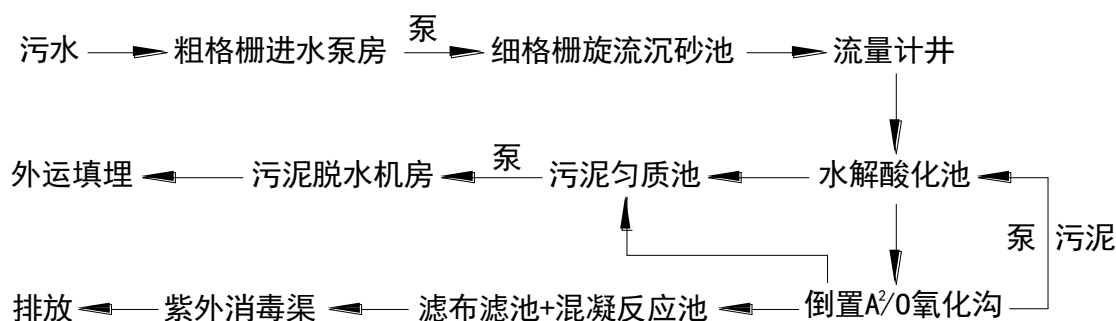 泵
污水 粗格栅进水泵房 细格栅旋流沉砂池 流量计井
泵
外运填埋 污泥脱水机房 污泥匀质池 水解酸化池
泵 污泥
排放 紫外消毒渠 滤布滤池+混凝反应池 倒置A²/O氧化沟